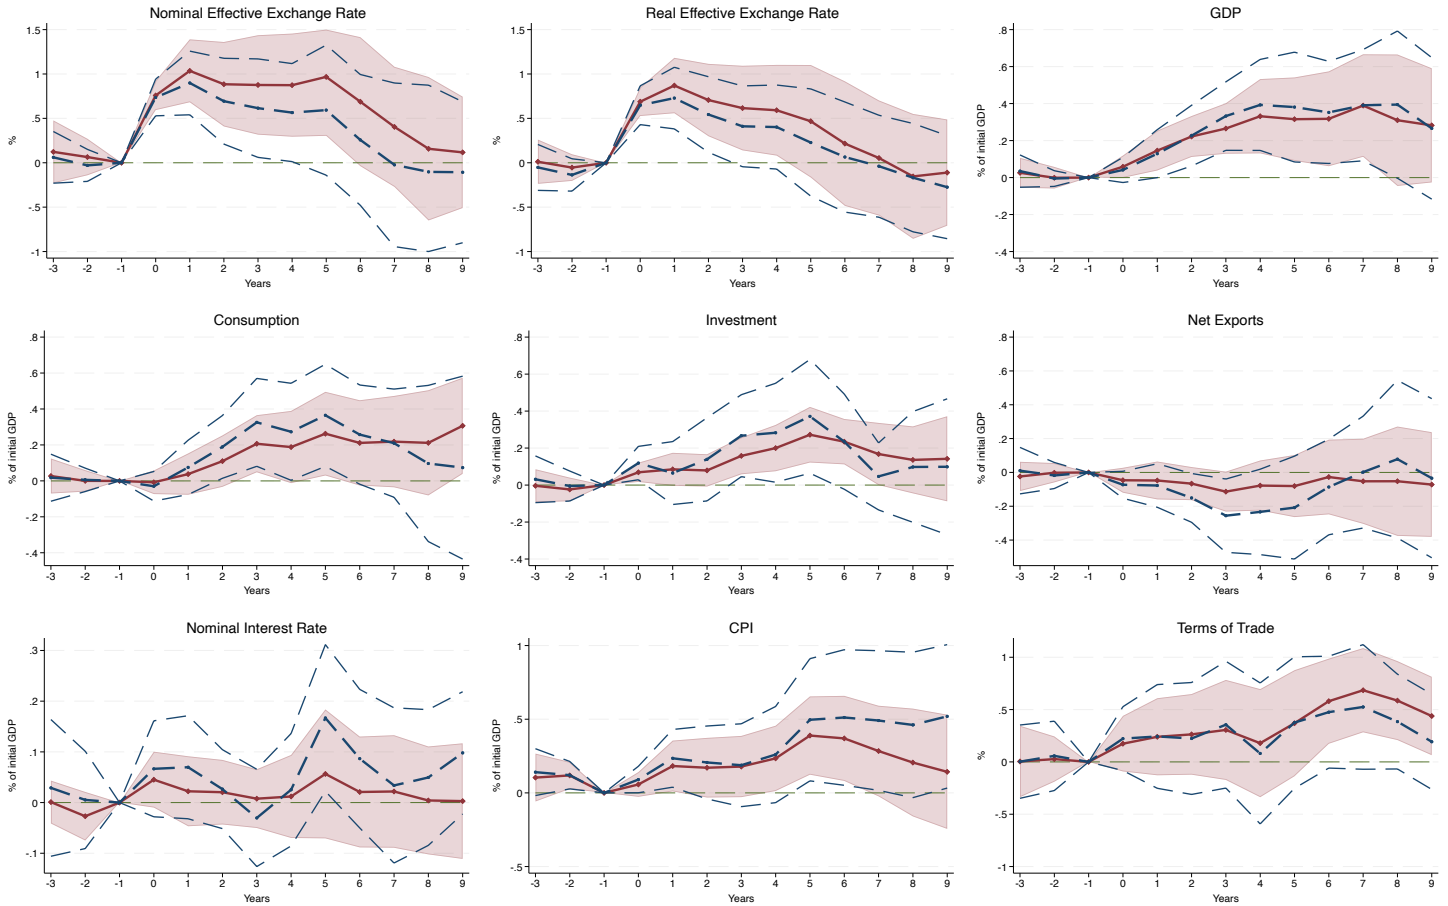 Nominal Effective Exchange Rate
1.5
1
.5
0
-.5
-1
%
-3 -2 -1 0 1 2 3 4 5 6 7 8 9
Years
Real Effective Exchange Rate
1.5
1
.5
0
-.5
-1
%
-3 -2 -1 0 1 2 3 4 5 6 7 8 9
Years
GDP
.8
.6
.4
.2
0
-.2
-.4
% of initial GDP
-3 -2 -1 0 1 2 3 4 5 6 7 8 9
Years
Consumption
.8
.6
.4
.2
0
-.2
-.4
% of initial GDP
-3 -2 -1 0 1 2 3 4 5 6 7 8 9
Years
Investment
.8
.6
.4
.2
0
-.2
-.4
% of initial GDP
-3 -2 -1 0 1 2 3 4 5 6 7 8 9
Years
Net Exports
.8
.6
.4
.2
0
-.2
-.4
% of initial GDP
-3 -2 -1 0 1 2 3 4 5 6 7 8 9
Years
Nominal Interest Rate
.3
.2
.1
0
-.1
% of initial GDP
-3 -2 -1 0 1 2 3 4 5 6 7 8 9
Years
CPI
1
.5
0
-.5
% of initial GDP
-3 -2 -1 0 1 2 3 4 5 6 7 8 9
Years
Terms of Trade
1
.5
0
-.5
-1
%
-3 -2 -1 0 1 2 3 4 5 6 7 8 9
Years